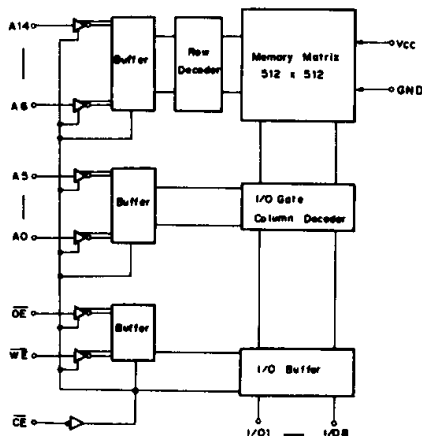 A14
Buffer
Row
Decoder
Memory Matrix
512 x 512
Vcc
GND
A6
A5
Buffer
I/O Gate
Column Decoder
A0
OE
Buffer
WE
I/O Buffer
CE
I/O1
I/O8